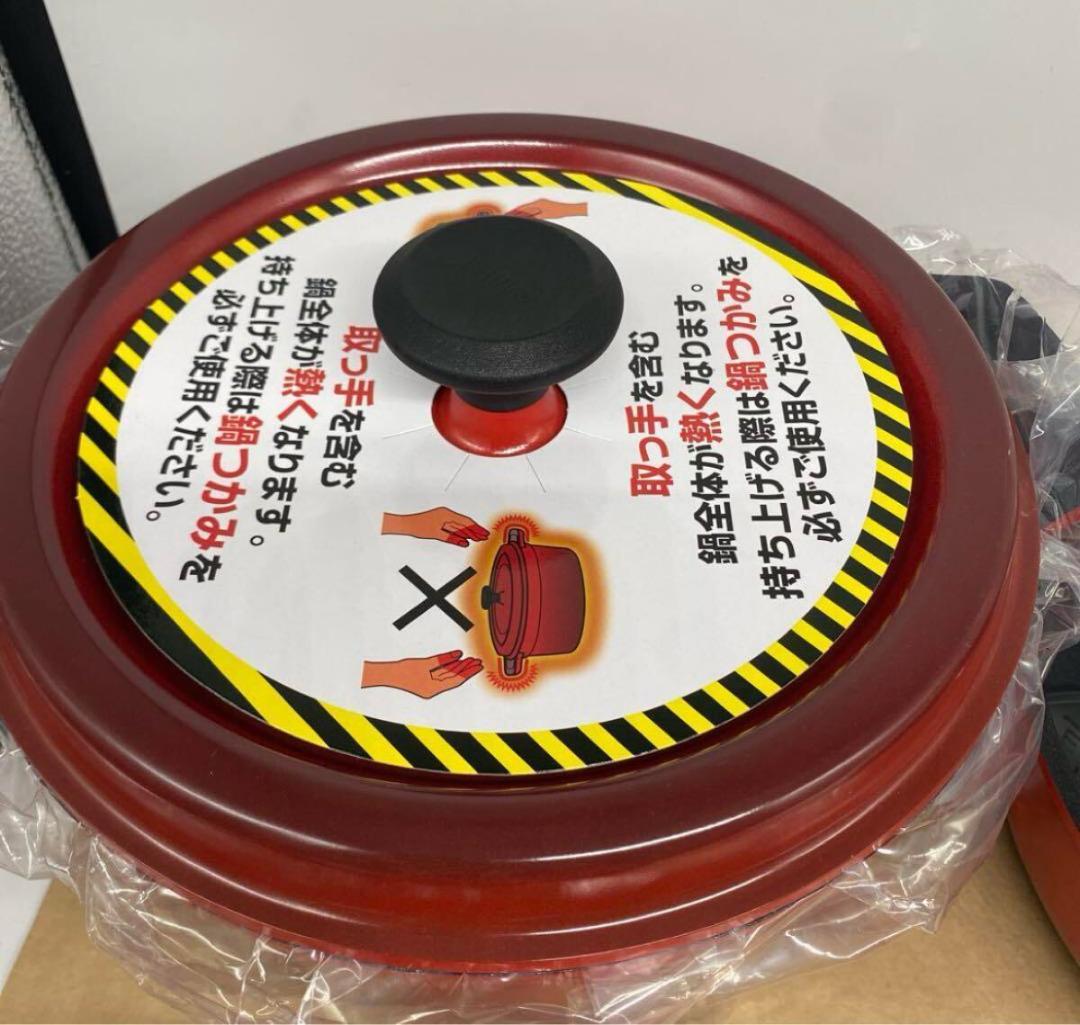 取っ手を含む
鍋全体が熱くなります。
持ち上げる際は鍋つかみを
必ずご使用ください。
取っ手を含む
鍋全体が熱くなります。
持ち上げる際は鍋つかみを
必ずご使用ください。